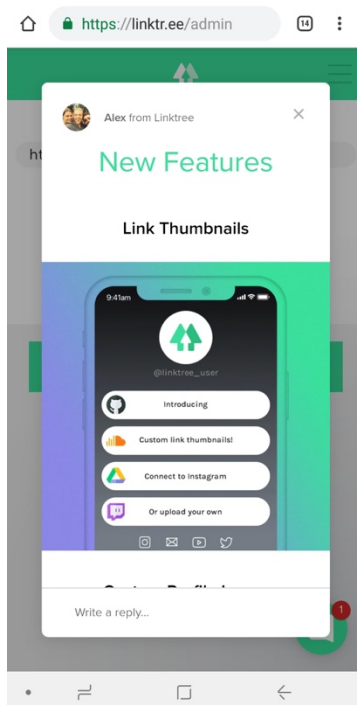 https://linktr.ee/admin
14
Alex from Linktree
ht
New Features
Link Thumbnails
9:41am
@linktree_user
Introducing
Custom link thumbnails!
Connect to Instagram
Or upload your own
Write a reply...
1